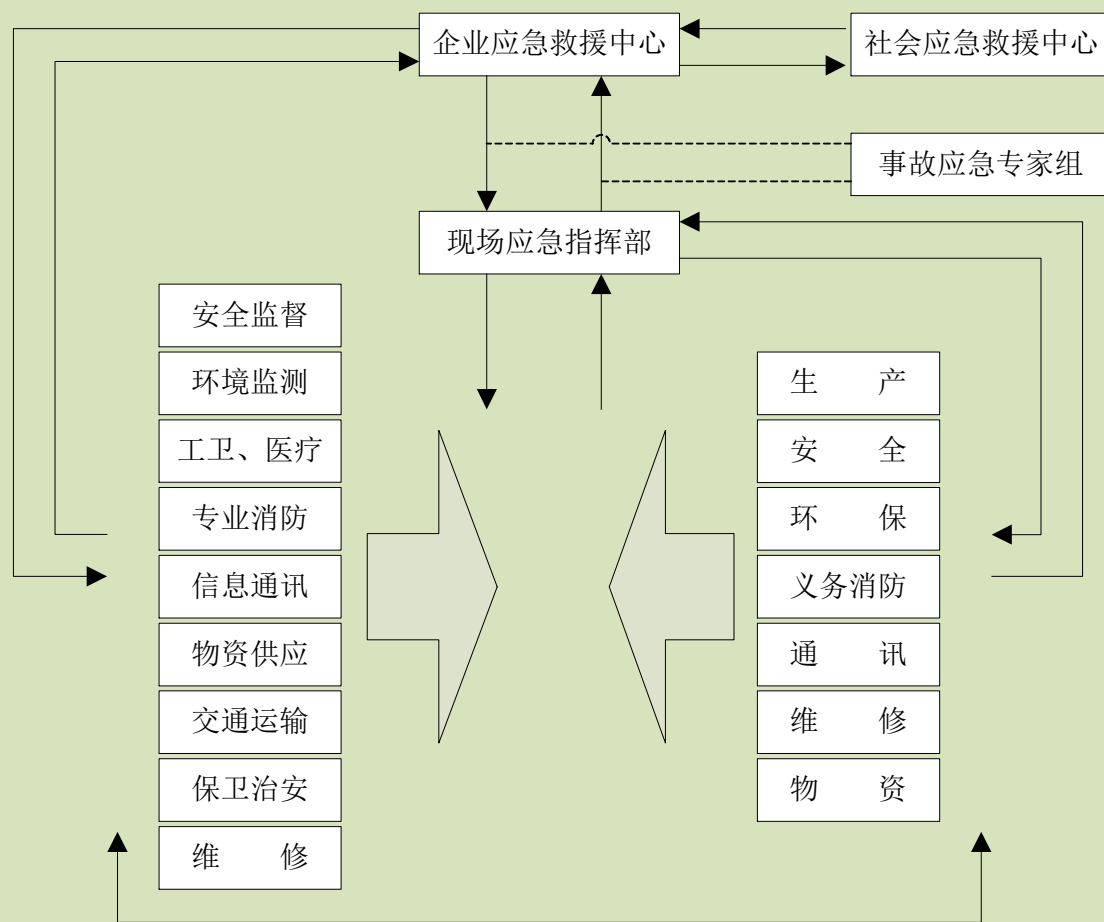 企业应急救援中心
社会应急救援中心
事故应急专家组
现场应急指挥部
安全监督
环境监测
工卫、医疗
专业消防
信息通讯
物资供应
交通运输
保卫治安
维 修
生 产
安 全
环 保
义务消防
通 讯
维 修
物 资